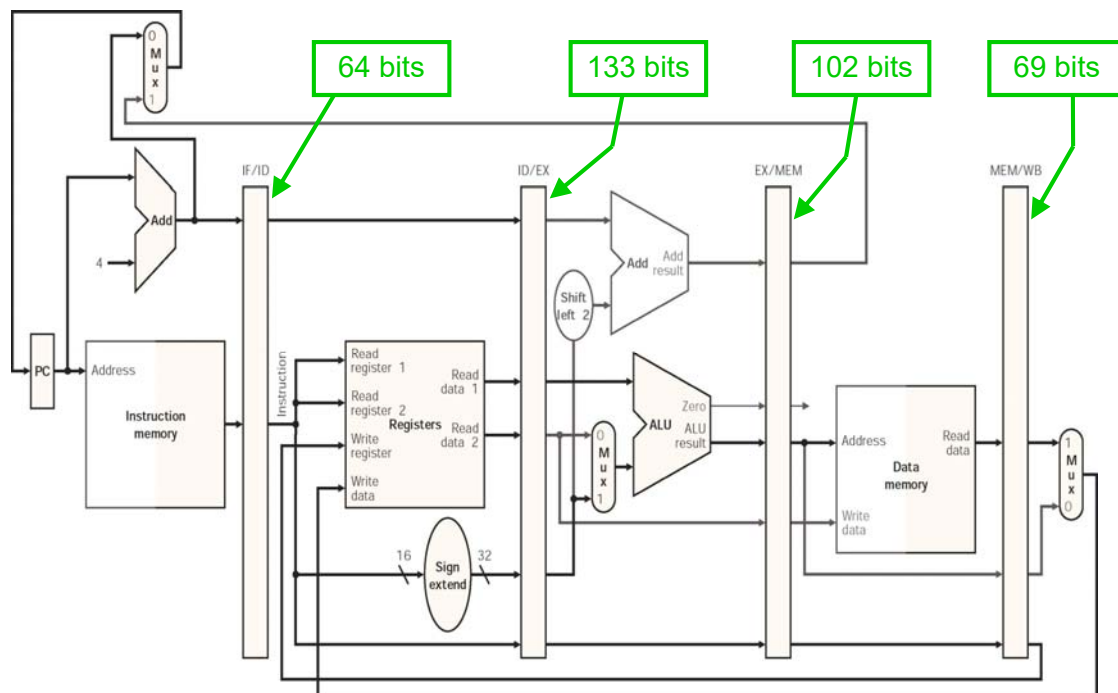 64 bits
133 bits
102 bits
69 bits
0
M
u
x
1
IF/ID
ID/EX
EX/MEM
MEM/WB
Add
4
Add
Add
result
Shift
left 2
PC
Address
Instruction
memory
Instruction
Read
register 1
Read
register 2
Write
register
Write
data
Registers
Read
data 1
Read
data 2
0
M
u
x
1
Zero
ALU
ALU
result
Address
Read
data
Data
memory
Write
data
1
M
u
x
0
16
Sign
extend
32